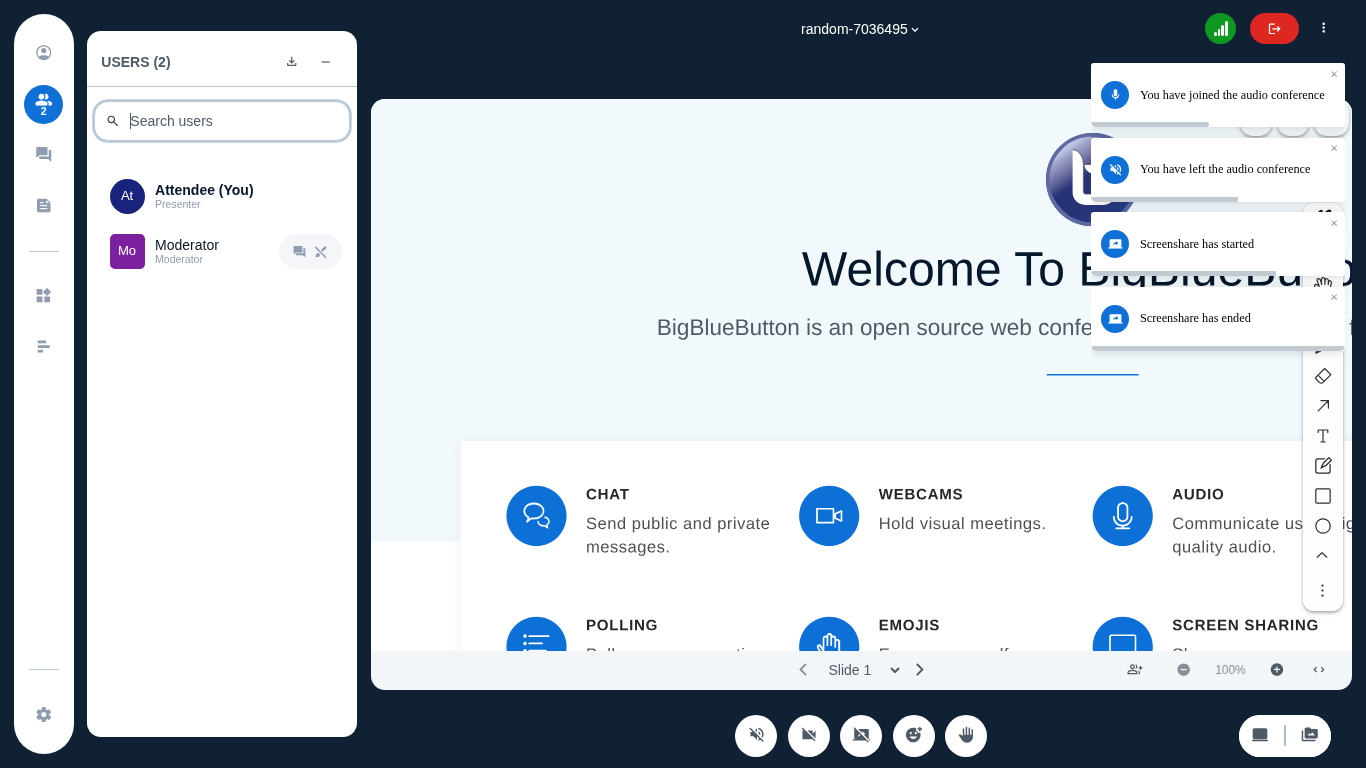 random-7036495
USERS (2)
2
Search users
At
Attendee (You)
Presenter
Mo
Moderator
Moderator
You have joined the audio conference
You have left the audio conference
Screenshare has started
Screenshare has ended
Welcome To
BigBlueButton is an open source web
CHAT
Send public and private
messages.
WEBCAMS
Hold visual meetings.
AUDIO
Communicate
quality audio.
POLLING
EMOJIS
SCREEN SHARING
Slide 1
100%